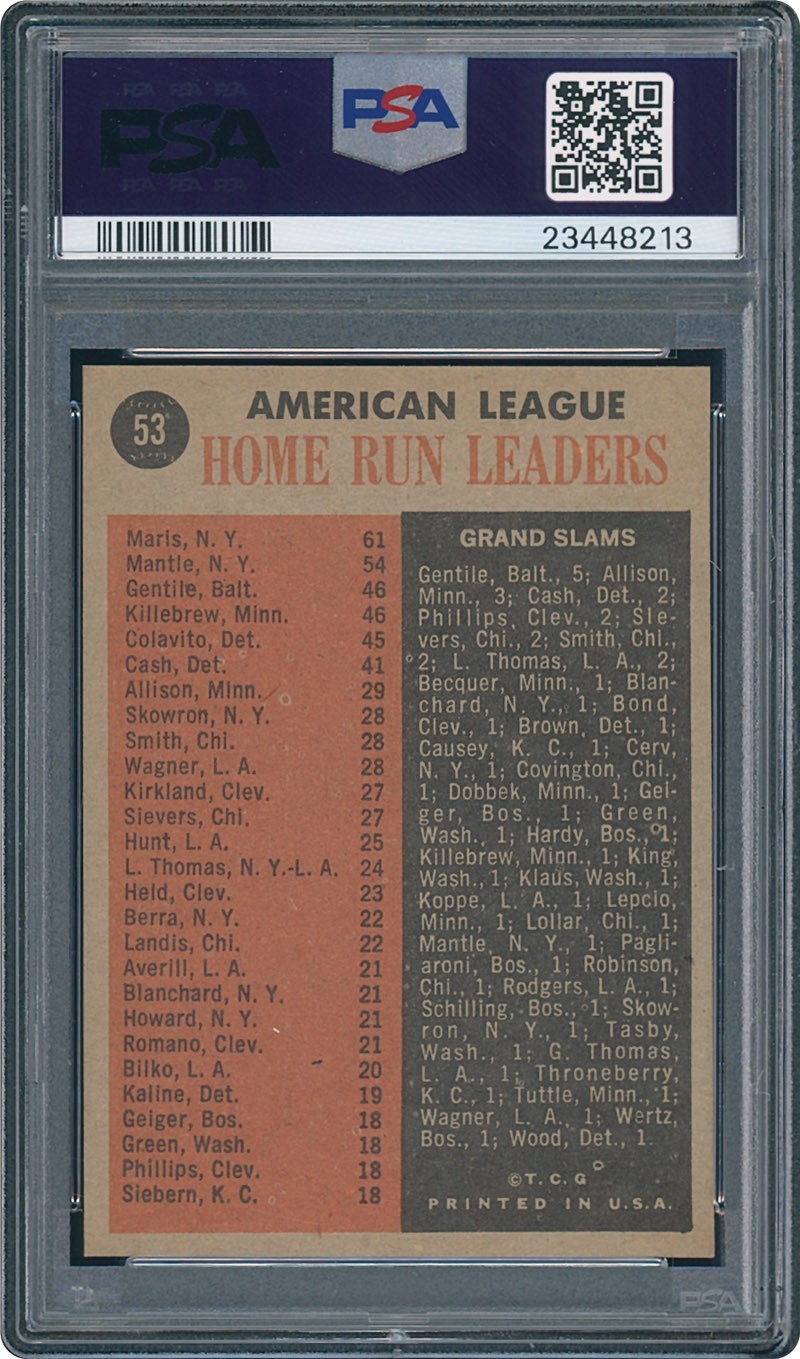 PSA PSA PSA
PSA
PSA PSA PSA
PSA
23448213
53
AMERICAN LEAGUE
HOME RUN LEADERS
Maris, N. Y. 61
Mantle, N. Y. 54
Gentile, Balt. 46
Killebrew, Minn. 46
Colavito, Det. 45
Cash, Det. 41
Allison, Minn. 29
Skowron, N. Y. 28
Smith, Chi. 28
Wagner, L. A. 28
Kirkland, Clev. 27
Sievers, Chi. 27
Hunt, L. A. 25
L. Thomas, N. Y.-L. A. 24
Held, Clev. 23
Berra, N. Y. 22
Landis, Chi. 22
Averill, L. A. 21
Blanchard, N. Y. 21
Howard, N. Y. 21
Romano, Clev. 21
Bilko, L. A. 20
Kaline, Det. 19
Geiger, Bos. 18
Green, Wash. 18
Phillips, Clev. 18
Siebern, K. C. 18
GRAND SLAMS
Gentile, Balt., 5; Allison,
Minn., 3; Cash, Det., 2;
Phillips, Clev., 2; Sie-
vers, Chi., 2; Smith, Chi.,
2; L. Thomas, L. A., 2;
Becquer, Minn., 1; Blan-
chard, N. Y., 1; Bond,
Clev., 1; Brown, Det., 1;
Causey, K. C., 1; Cerv,
N. Y., 1; Covington, Chi.,
1; Dobbek, Minn., 1; Gei-
ger, Bos., 1; Green,
Wash., 1; Hardy, Bos., 1;
Killebrew, Minn., 1; King,
Wash., 1; Klaus, Wash., 1;
Koppe, L. A., 1; Lepcio,
Minn., 1; Lollar, Chi., 1;
Mantle, N. Y., 1; Pagli-
aroni, Bos., 1; Robinson,
Chi., 1; Rodgers, L. A., 1;
Schilling, Bos., 1; Skow-
ron, N. Y., 1; Tasby,
Wash., 1; G. Thomas,
L. A., 1; Throneberry,
K. C., 1; Tuttle, Minn., 1;
Wagner, L. A., 1; Wertz,
Bos., 1; Wood, Det., 1.
©T. C. G
PRINTED IN U.S.A.
PSA